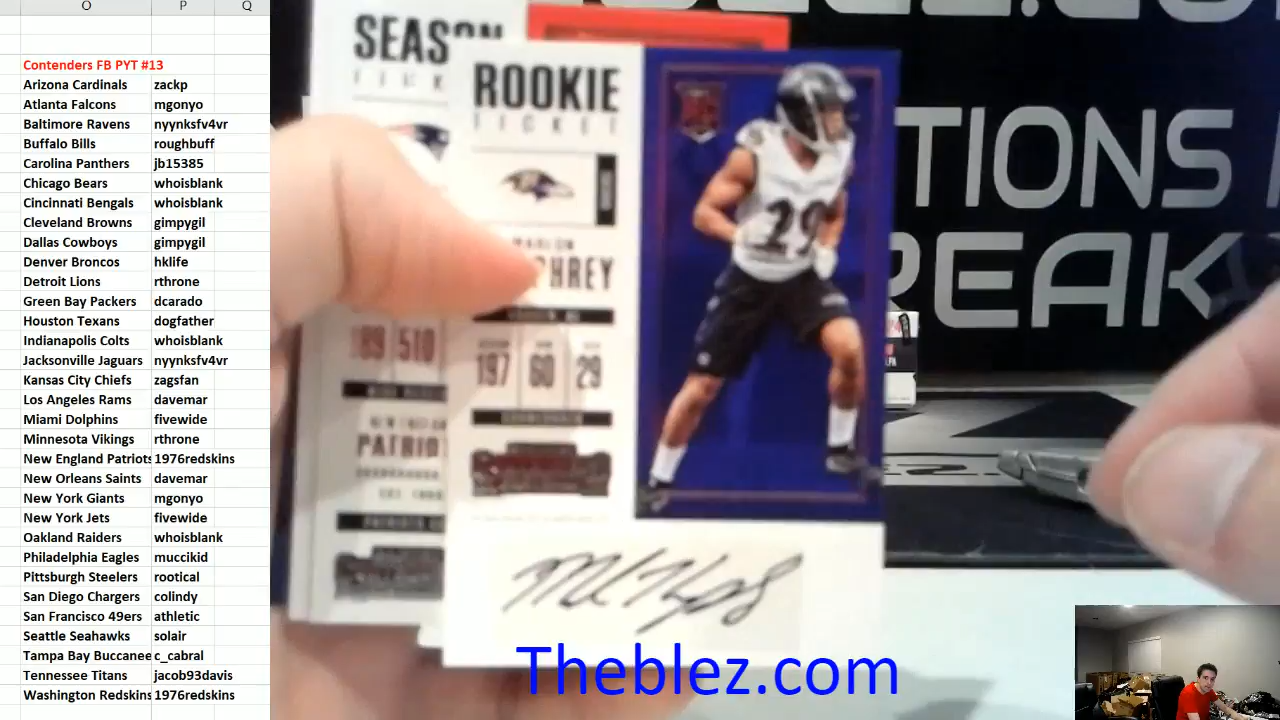 O P Q
Contenders FB PYT #13
Arizona Cardinals zackp
Atlanta Falcons mgonyo
Baltimore Ravens nyynksfv4vr
Buffalo Bills roughbuff
Carolina Panthers jb15385
Chicago Bears whoisblank
Cincinnati Bengals whoisblank
Cleveland Browns gimpygil
Dallas Cowboys gimpygil
Denver Broncos hklife
Detroit Lions rthrone
Green Bay Packers dcarado
Houston Texans dogfather
Indianapolis Colts whoisblank
Jacksonville Jaguars nyynksfv4vr
Kansas City Chiefs zagsfan
Los Angeles Rams davemar
Miami Dolphins fivewide
Minnesota Vikings rthrone
New England Patriots 1976redskins
New Orleans Saints davemar
New York Giants mgonyo
New York Jets fivewide
Oakland Raiders whoisblank
Philadelphia Eagles muccikid
Pittsburgh Steelers rootical
San Diego Chargers colindy
San Francisco 49ers athletic
Seattle Seahawks solair
Tampa Bay Buccanee c_cabral
Tennessee Titans jacob93davis
Washington Redskins 1976redskins
SEASON
ROOKIE
TICKET
MARLON
PHREY
197 60 29
29
89 510
PATRIO
TIONS
REAK
Theblez.com